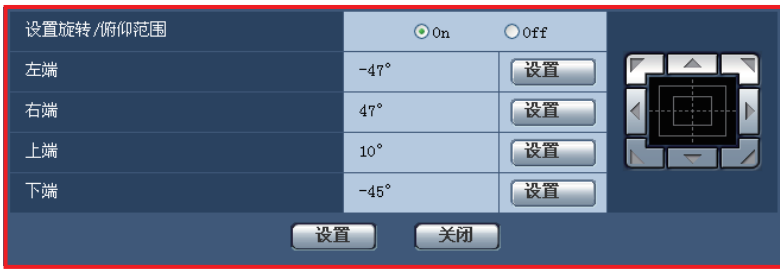 设置旋转/俯仰范围 On Off
左端 -47° 设置
右端 47° 设置
上端 10° 设置
下端 -45° 设置
设置 关闭